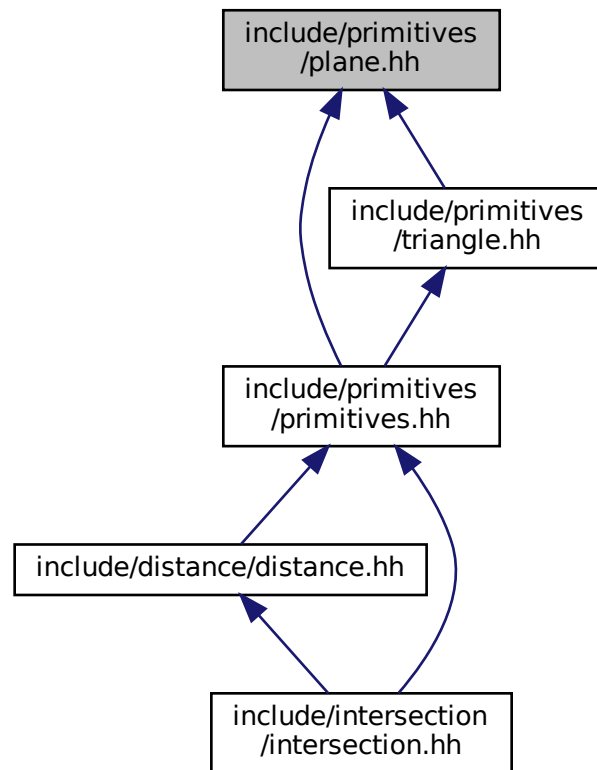 include/primitives
/plane.hh
include/primitives
/triangle.hh
include/primitives
/primitives.hh
include/distance/distance.hh
include/intersection
/intersection.hh